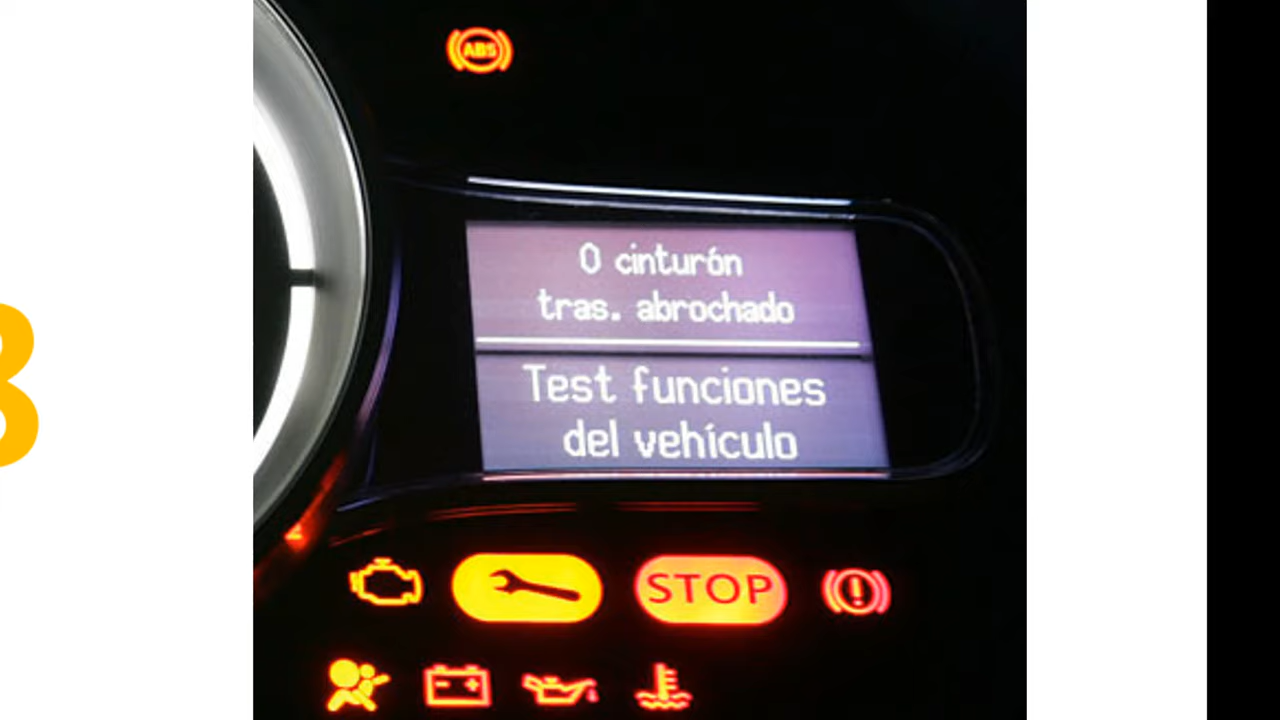 ABS
0 cinturón
tras. abrochado
Test funciones
del vehículo
STOP